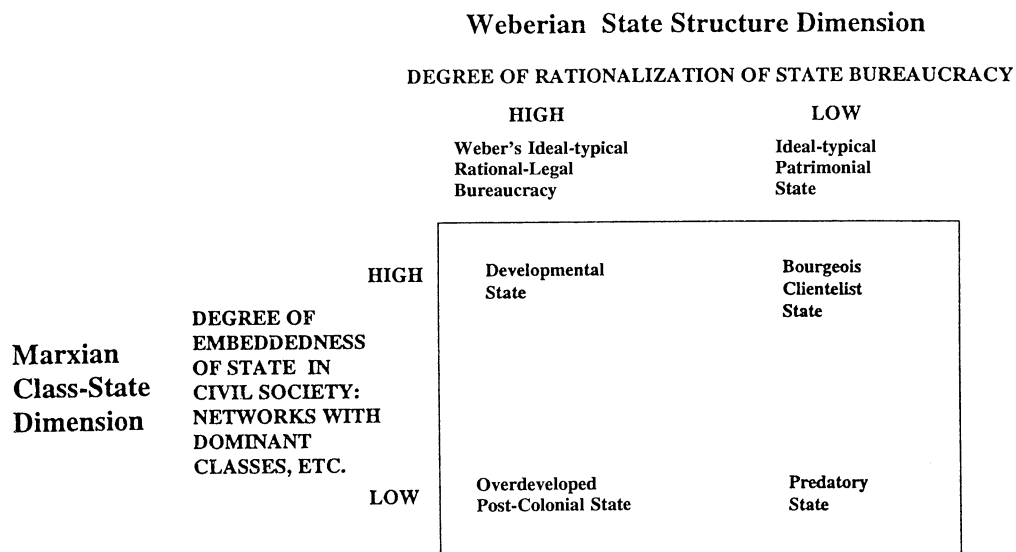 Weberian State Structure Dimension
DEGREE OF RATIONALIZATION OF STATE BUREAUCRACY
HIGH
LOW
Weber's Ideal-typical
Rational-Legal
Bureaucracy
Ideal-typical
Patrimonial
State
HIGH
Developmental
State
Bourgeois
Clientelist
State
Marxian
Class-State
Dimension
DEGREE OF
EMBEDDEDNESS
OF STATE IN
CIVIL SOCIETY:
NETWORKS WITH
DOMINANT
CLASSES, ETC.
LOW
Overdeveloped
Post-Colonial State
Predatory
State